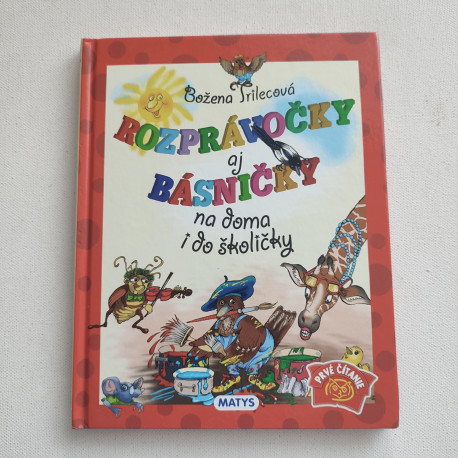 Božena Trilecová
ROZPRÁVOČKY
aj
BÁSNIČKY
na doma
i do školičky
PRVÉ ČÍTANIE
MATYS